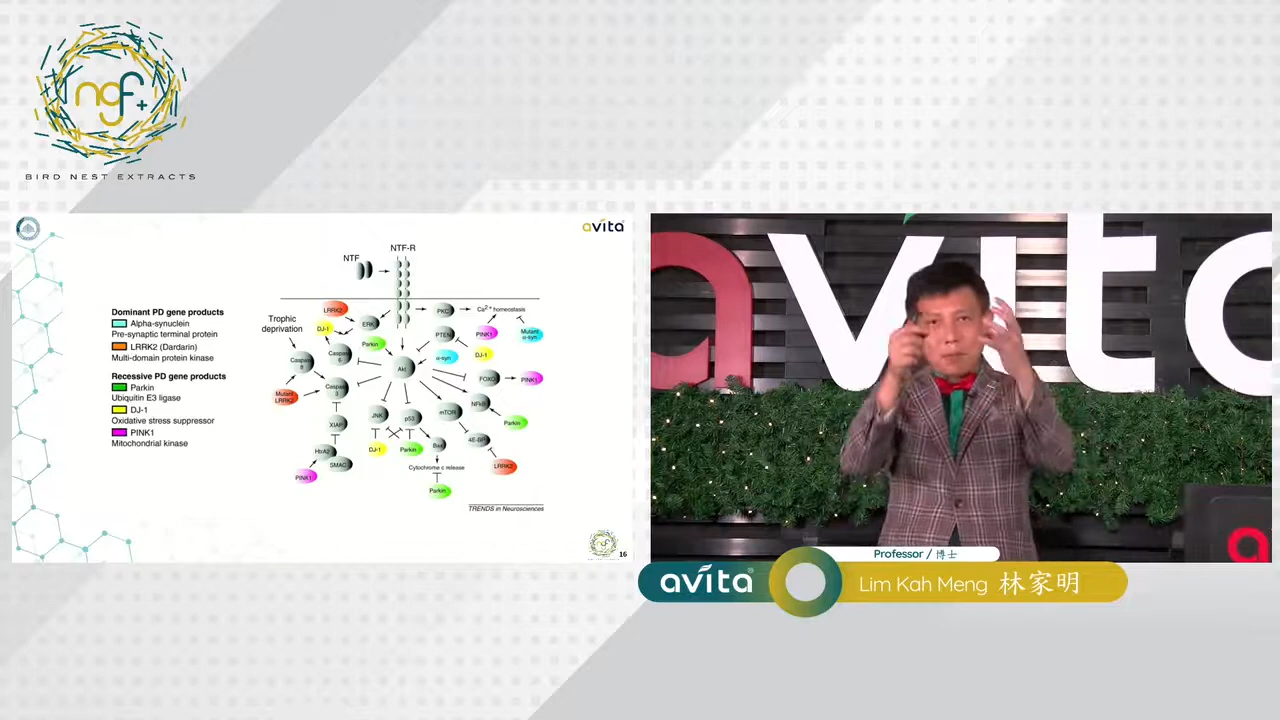 ngf+
BIRD NEST EXTRACTS
avita
NTF-R
NTF
Trophic
deprivation
Dominant PD gene products
Alpha-synuclein
Pre-synaptic terminal protein
LRRK2 (Dardarin)
Multi-domain protein kinase
Recessive PD gene products
Parkin
Ubiquitin E3 ligase
DJ-1
Oxidative stress suppressor
PINK1
Mitochondrial kinase
LRRK2
DJ-1
ERK
Parkin
PKC
Ca2+ homeostasis
PTEN
PINK1
Mutant
α-syn
α-syn
DJ-1
Akt
FOXO
PINK1
Mutant
LRRK2
JNK
p53
mTOR
NFkB
Parkin
XIAP
DJ-1
Parkin
Bax
4E-BP
HtrA2
SMAC
Cytochrome c release
LRRK2
PINK1
Parkin
TRENDS in Neurosciences
16
avita
a
Professor / 博士
avita
Lim Kah Meng 林家明